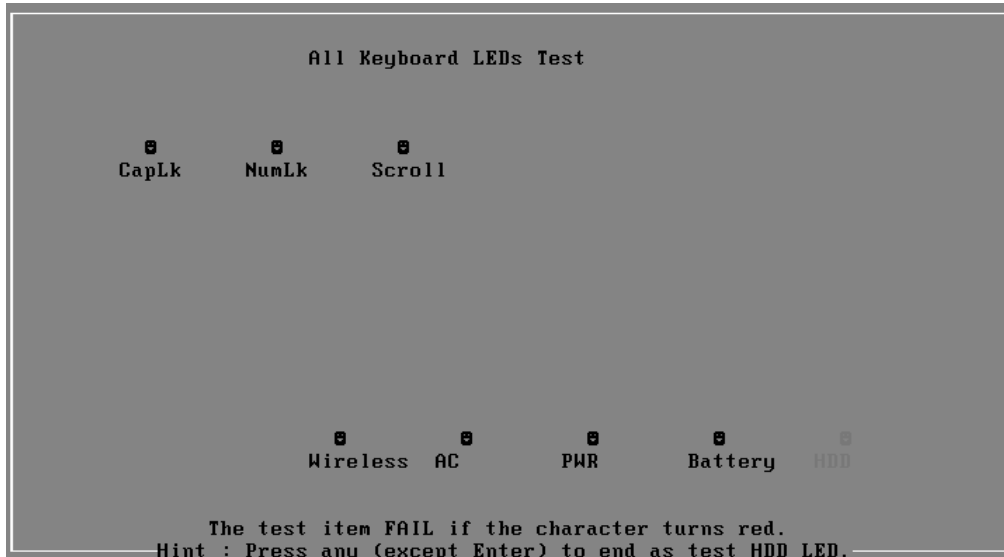 All Keyboard LEDs Test
CapLk NumLk Scroll
Wireless AC PWR Battery HDD
The test item FAIL if the character turns red.
Hint : Press any (except Enter) to end as test HDD LED.